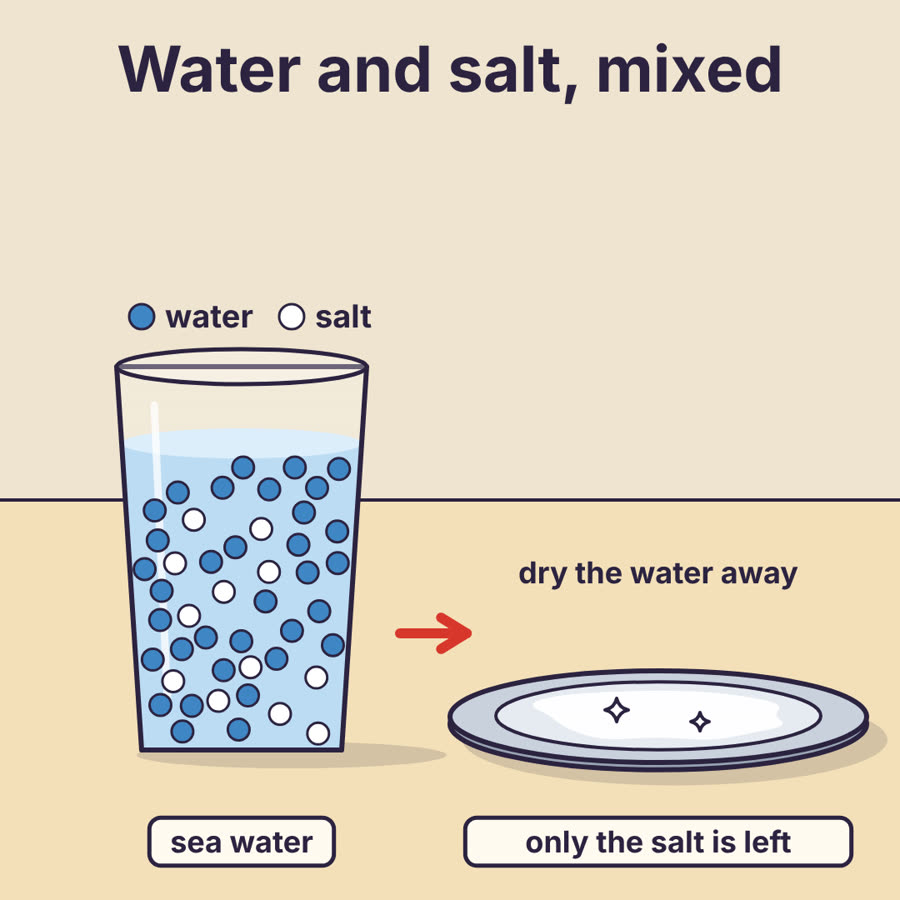 Water and salt, mixed
water salt
dry the water away
sea water
only the salt is left